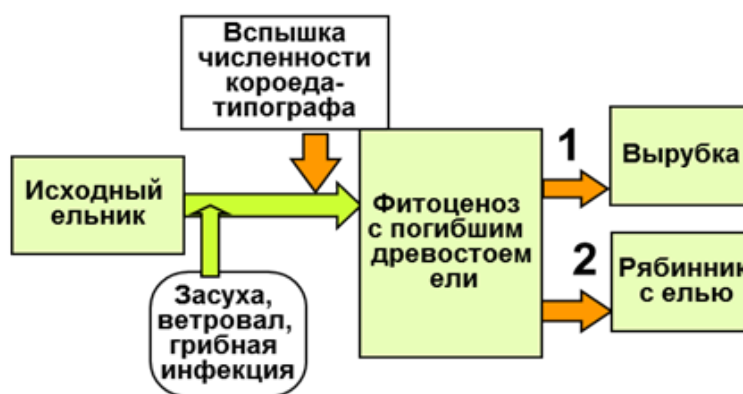 Вспышка
численности
короеда-
типографа
Исходный
ельник
Засуха,
ветровал,
грибная
инфекция
Фитоценоз
с погибшим
древостоем
ели
1
Вырубка
2
Рябинник
с елью